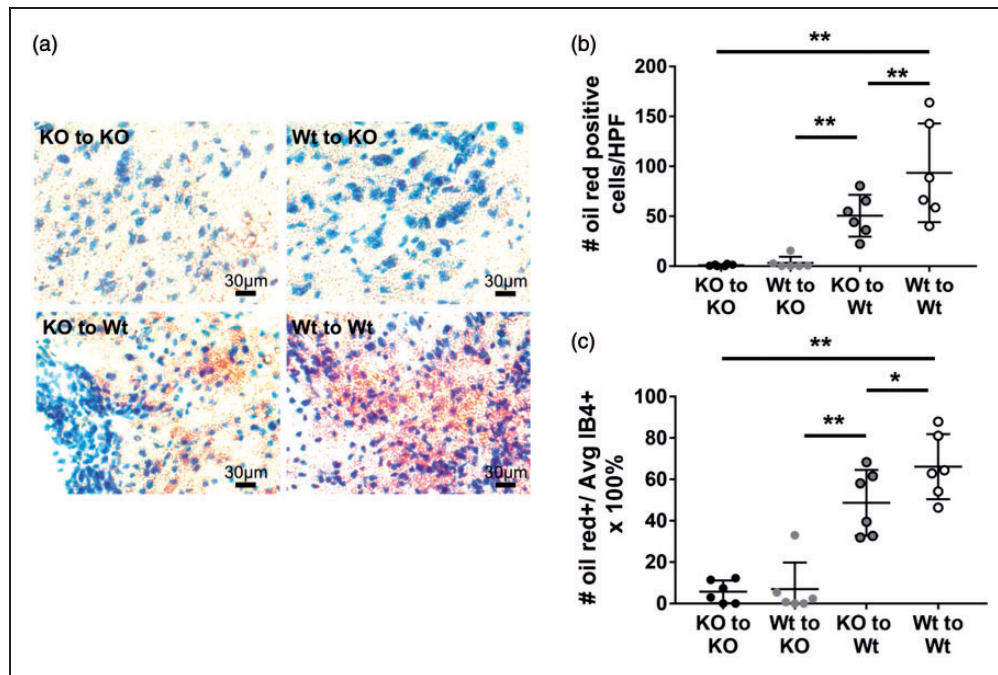 (a)
KO to KO
30µm
Wt to KO
30µm
KO to Wt
30µm
Wt to Wt
30µm
(b)
**
**
**
# oil red positive
cells/HPF
200
150
100
50
0
KO to
KO
Wt to
KO
KO to
Wt
Wt to
Wt
(c)
**
*
**
# oil red+/ Avg IB4+
x 100%
100
80
60
40
20
0
KO to
KO
Wt to
KO
KO to
Wt
Wt to
Wt